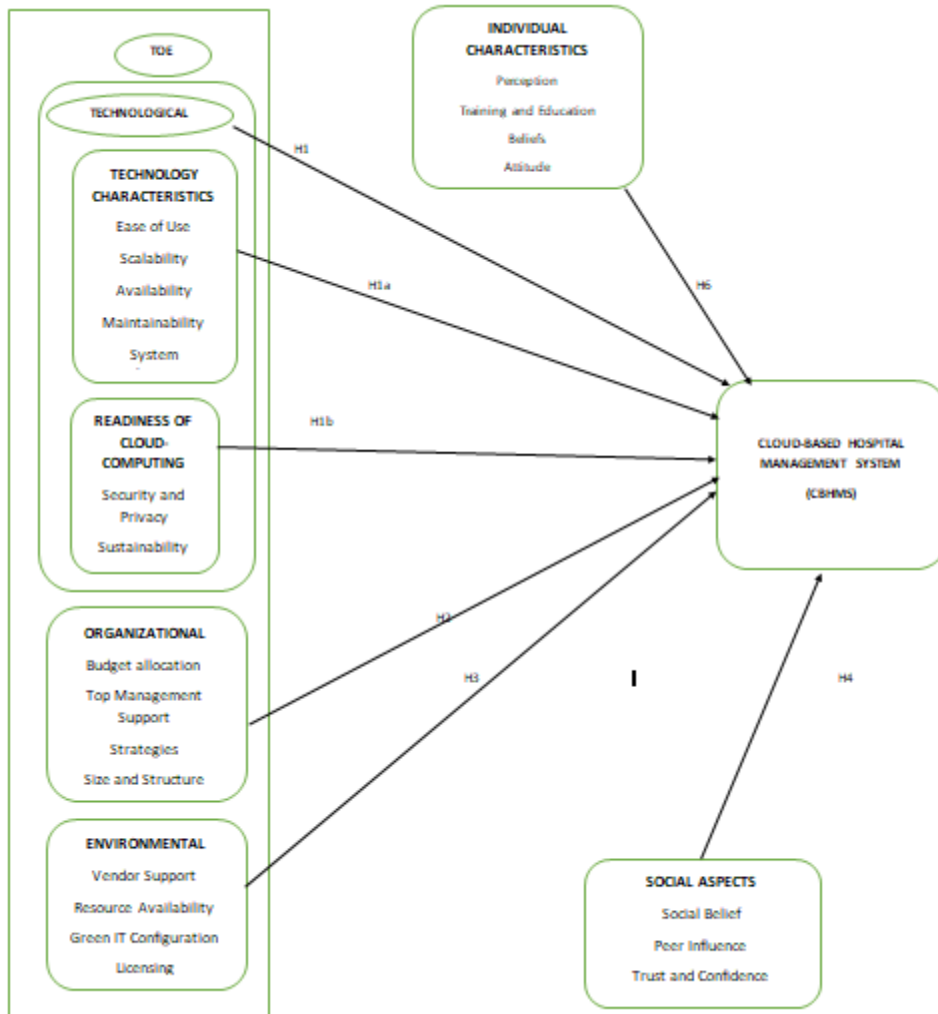 TOE
TECHNOLOGICAL
TECHNOLOGY
CHARACTERISTICS
Ease of Use
Scalability
Availability
Maintainability
System
READINESS OF
CLOUD-
COMPUTING
Security and
Privacy
Sustainability
ORGANIZATIONAL
Budget allocation
Top Management
Support
Strategies
Size and Structure
ENVIRONMENTAL
Vendor Support
Resource Availability
Green IT Configuration
Licensing
H1
H1a
H1b
H2
H3
INDIVIDUAL
CHARACTERISTICS
Perception
Training and Education
Beliefs
Attitude
H6
CLOUD-BASED HOSPITAL
MANAGEMENT SYSTEM
(CBHMS)
H4
SOCIAL ASPECTS
Social Belief
Peer Influence
Trust and Confidence